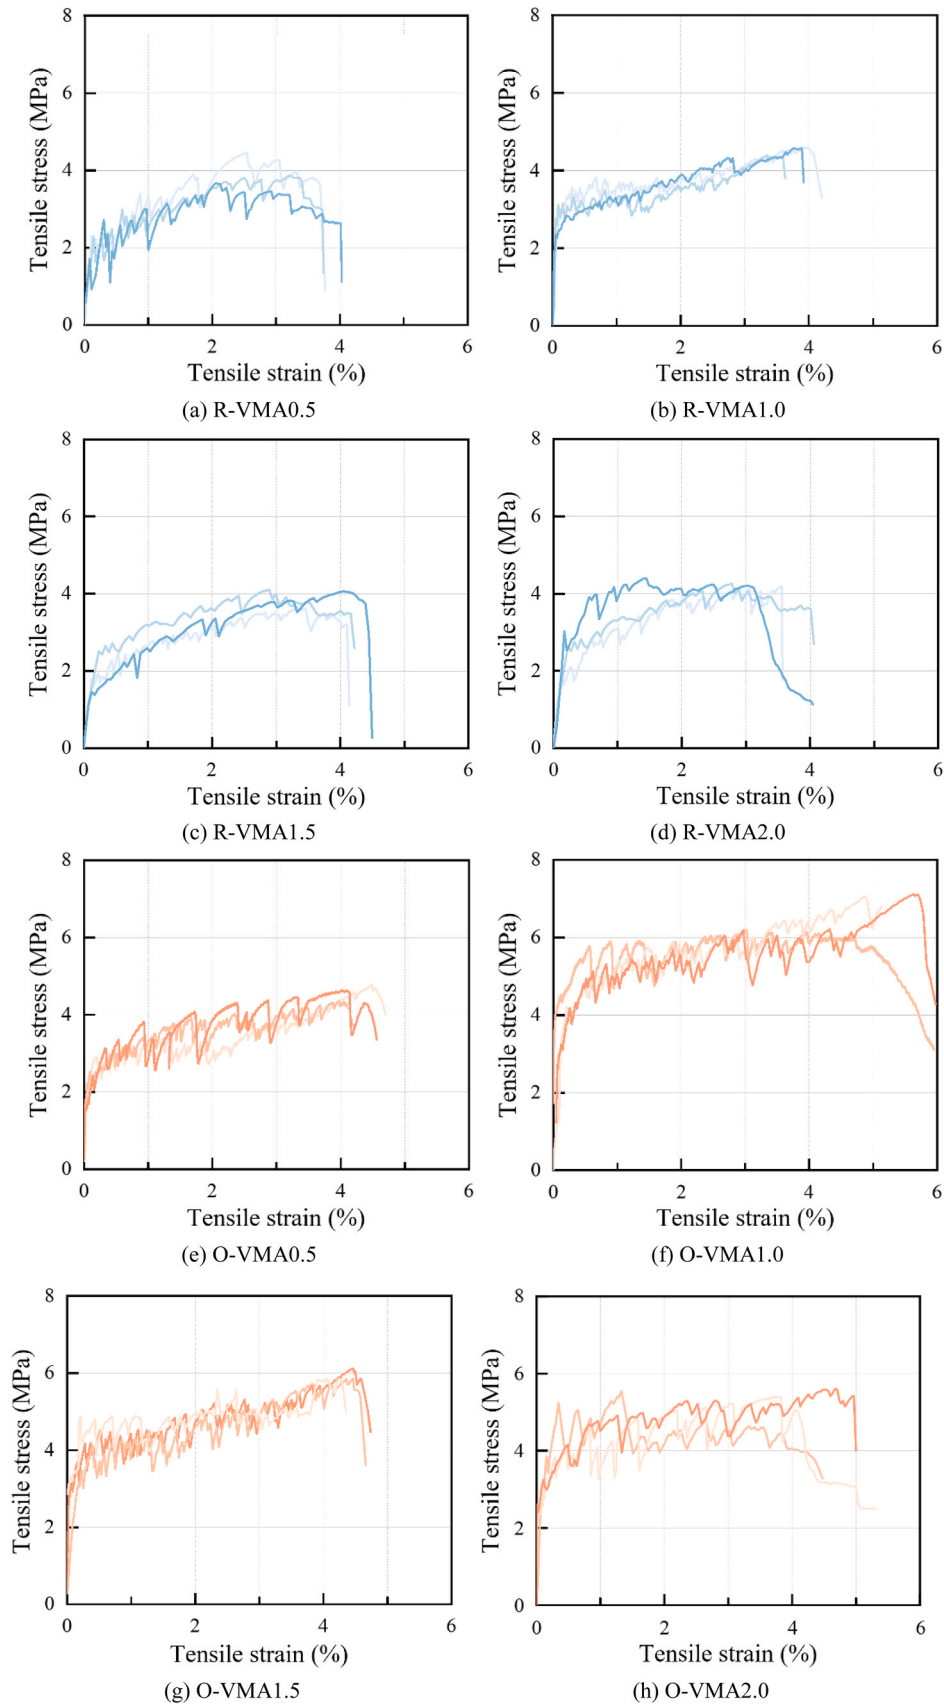 8
6
4
2
0
Tensile stress (MPa)
0 2 4 6
Tensile strain (%)
(a) R-VMA0.5
8
6
4
2
0
Tensile stress (MPa)
0 2 4 6
Tensile strain (%)
(b) R-VMA1.0
8
6
4
2
0
Tensile stress (MPa)
0 2 4 6
Tensile strain (%)
(c) R-VMA1.5
8
6
4
2
0
Tensile stress (MPa)
0 2 4 6
Tensile strain (%)
(d) R-VMA2.0
8
6
4
2
0
Tensile stress (MPa)
0 2 4 6
Tensile strain (%)
(e) O-VMA0.5
8
6
4
2
0
Tensile stress (MPa)
0 2 4 6
Tensile strain (%)
(f) O-VMA1.0
8
6
4
2
0
Tensile stress (MPa)
0 2 4 6
Tensile strain (%)
(g) O-VMA1.5
8
6
4
2
0
Tensile stress (MPa)
0 2 4 6
Tensile strain (%)
(h) O-VMA2.0